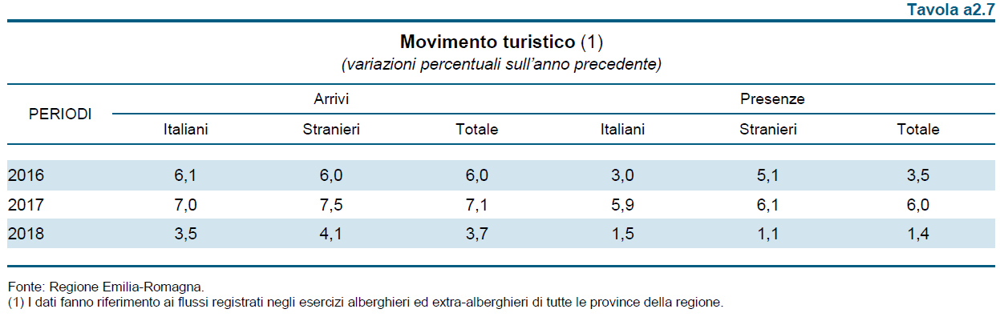 Tavola a2.7
Movimento turistico (1)
(variazioni percentuali sull'anno precedente)
PERIODI Arrivi Presenze
Italiani Stranieri Totale Italiani Stranieri Totale
2016 6,1 6,0 6,0 3,0 5,1 3,5
2017 7,0 7,5 7,1 5,9 6,1 6,0
2018 3,5 4,1 3,7 1,5 1,1 1,4
Fonte: Regione Emilia-Romagna.
(1) I dati fanno riferimento ai flussi registrati negli esercizi alberghieri ed extra-alberghieri di tutte le province della regione.